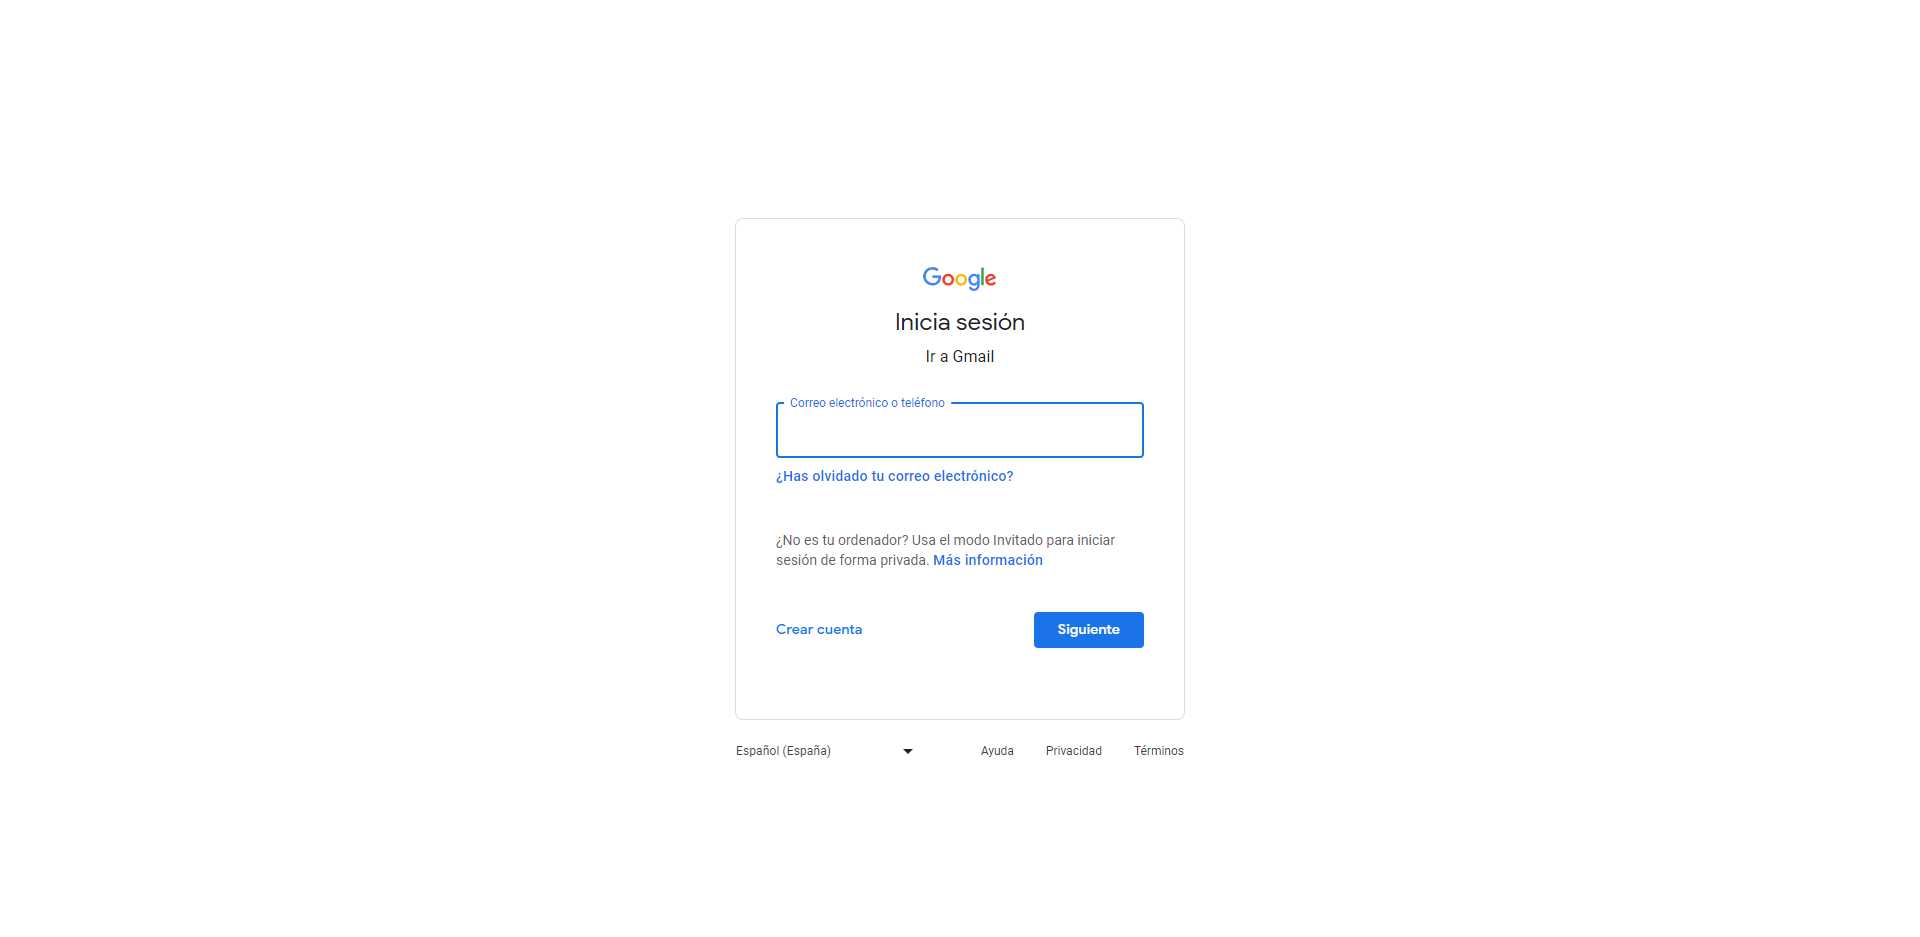 Google
Inicia sesión
Ir a Gmail
Correo electrónico o teléfono
¿Has olvidado tu correo electrónico?
¿No es tu ordenador? Usa el modo Invitado para iniciar
sesión de forma privada. Más información
Crear cuenta
Siguiente
Español (España)
Ayuda
Privacidad
Términos